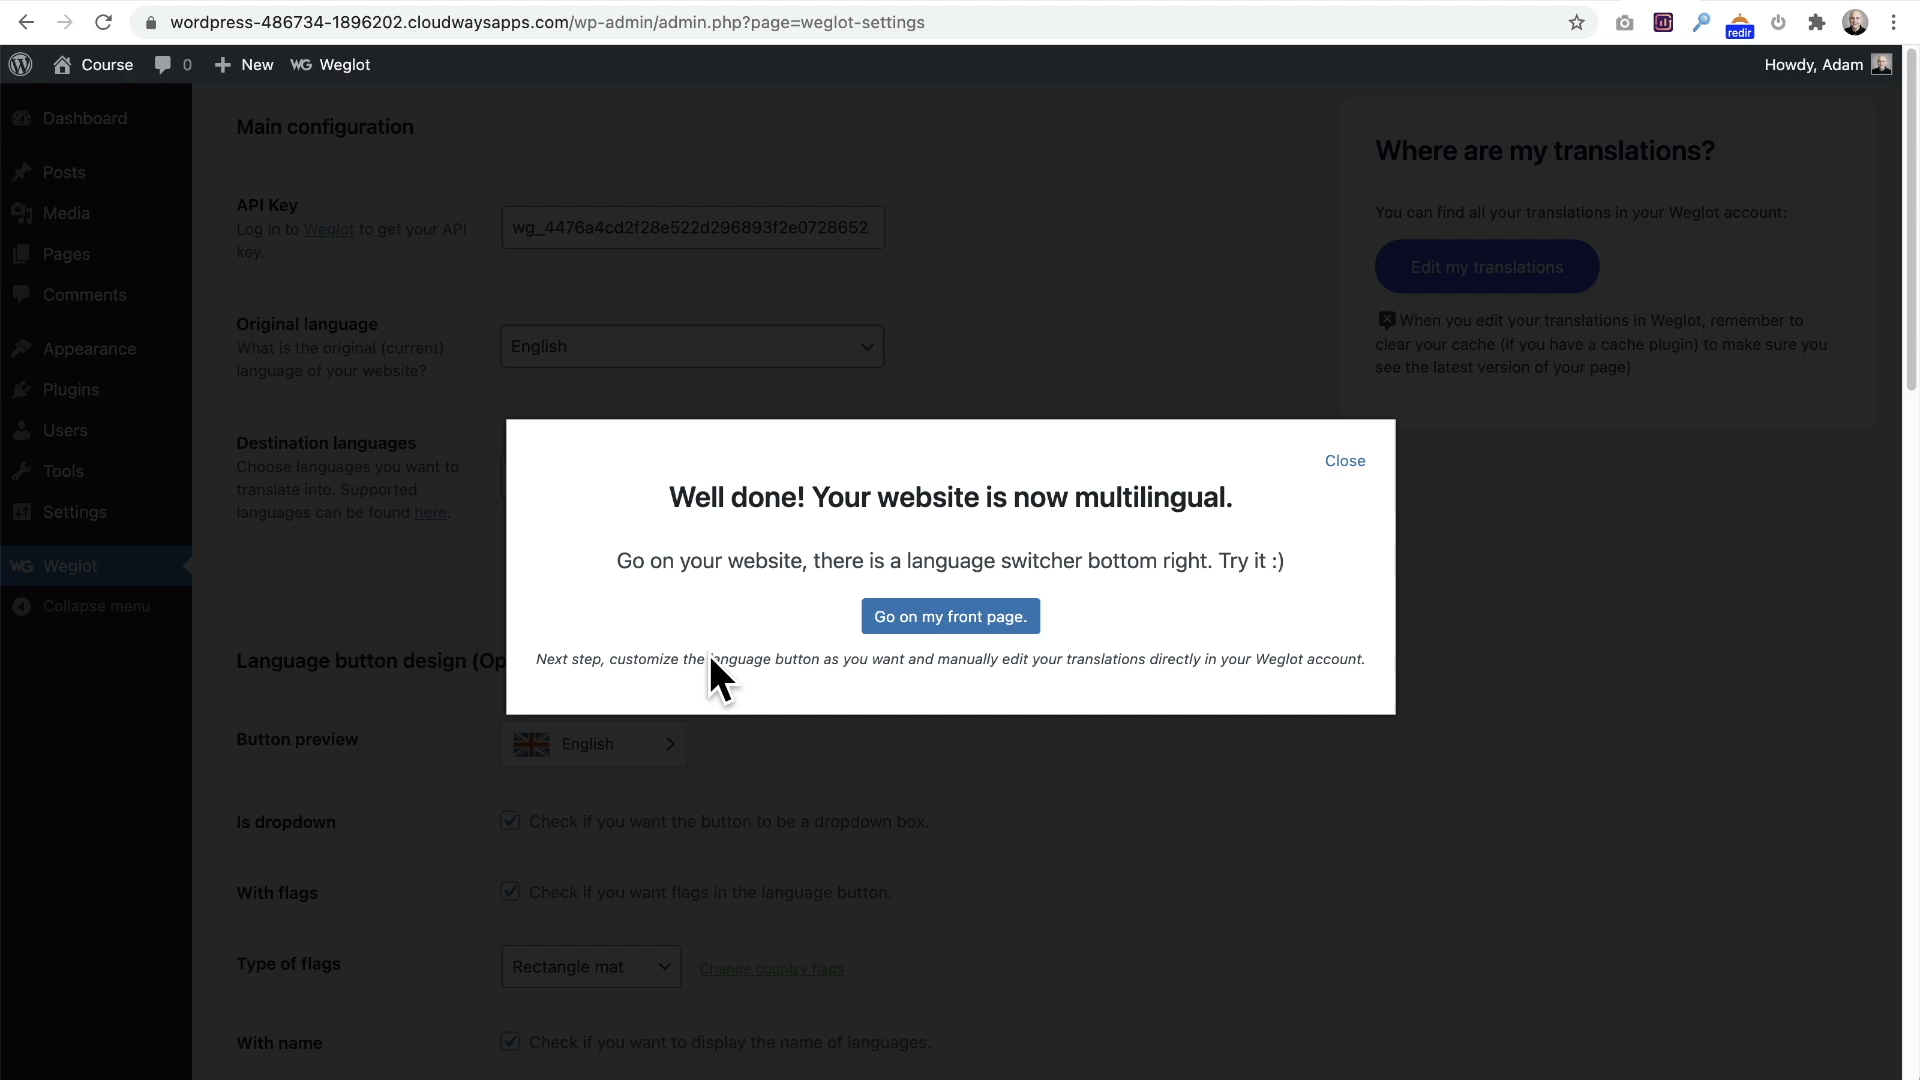 wordpress-486734-1896202.cloudwaysapps.com/wp-admin/admin.php?page=weglot-settings
redir
Course
0
New
WG Weglot
Howdy, Adam
Dashboard
Posts
Media
Pages
Comments
Appearance
Plugins
Users
Tools
Settings
WG Weglot
Collapse menu
Main configuration
API Key
Log in to Weglot to get your API
key.
wg_4476a4cd2f28e522d296893f2e0728652
Original language
What is the original (current)
language of your website?
English
Destination languages
Choose languages you want to
translate into. Supported
languages can be found here.
Where are my translations?
You can find all your translations in your Weglot account:
Edit my translations
When you edit your translations in Weglot, remember to
clear your cache (if you have a cache plugin) to make sure you
see the latest version of your page)
Close
Well done! Your website is now multilingual.
Go on your website, there is a language switcher bottom right. Try it :)
Go on my front page.
Next step, customize the language button as you want and manually edit your translations directly in your Weglot account.
Language button design (Op
Button preview
English
Is dropdown
Check if you want the button to be a dropdown box.
With flags
Check if you want flags in the language button.
Type of flags
Rectangle mat
Change country flags
With name
Check if you want to display the name of languages.